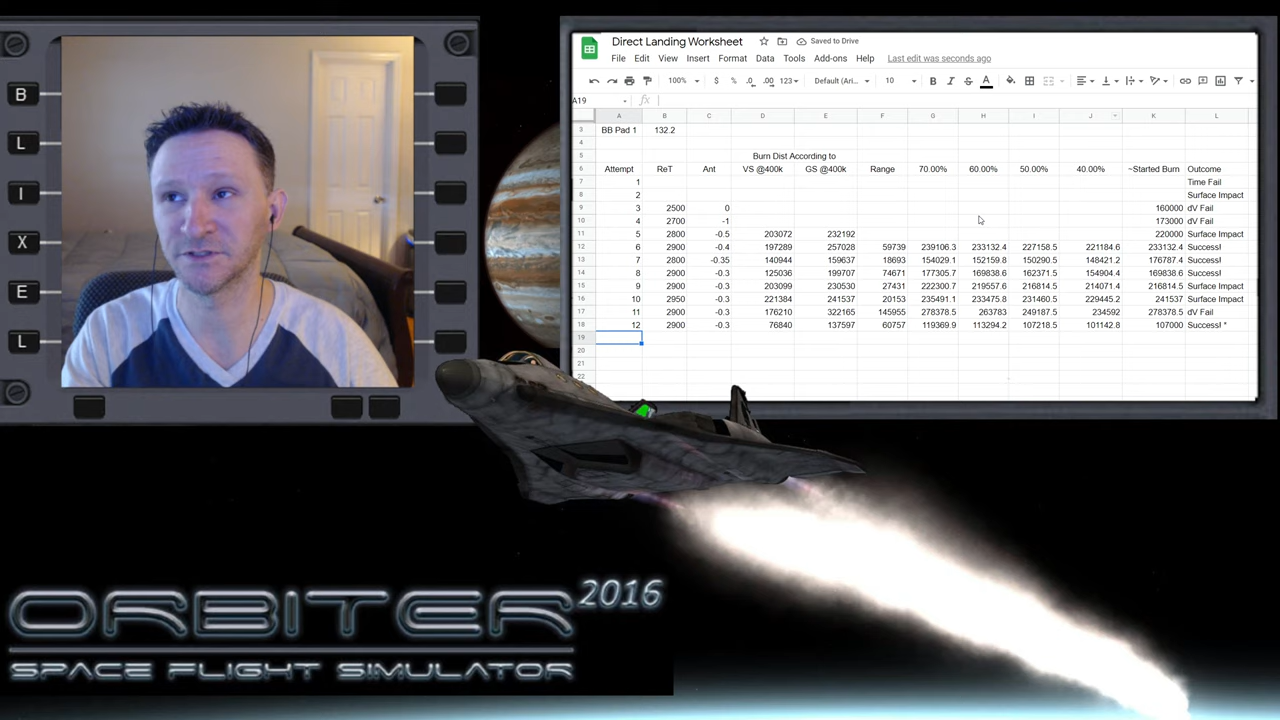 B
L
I
X
E
L
Direct Landing Worksheet
Saved to Drive
File Edit View Insert Format Data Tools Add-ons Help Last edit was seconds ago
100% $ % .0 .00 123 Default (Ari... 10 B I S A
A19 fx
A B C D E F G H I J K L
3 BB Pad 1 132.2
4
5 Burn Dist According to
6 Attempt ReT Ant VS @400k GS @400k Range 70.00% 60.00% 50.00% 40.00% ~Started Burn Outcome
7 1 Time Fail
8 2 Surface Impact
9 3 2500 0 160000 dV Fail
10 4 2700 -1 173000 dV Fail
11 5 2800 -0.5 203072 232192 220000 Surface Impact
12 6 2900 -0.4 197289 257028 59739 239106.3 233132.4 227158.5 221184.6 233132.4 Success!
13 7 2800 -0.35 140944 159637 18693 154029.1 152159.8 150290.5 148421.2 176787.4 Success!
14 8 2900 -0.3 125036 199707 74671 177305.7 169838.6 162371.5 154904.4 169838.6 Success!
15 9 2900 -0.3 203099 230530 27431 222300.7 219557.6 216814.5 214071.4 216814.5 Surface Impact
16 10 2950 -0.3 221384 241537 20153 235491.1 233475.8 231460.5 229445.2 241537 Surface Impact
17 11 2900 -0.3 176210 322165 145955 278378.5 263783 249187.5 234592 278378.5 dV Fail
18 12 2900 -0.3 76840 137597 60757 119369.9 113294.2 107218.5 101142.8 107000 Success! *
19
20
21
22
ORBITER 2016
SPACE FLIGHT SIMULATOR